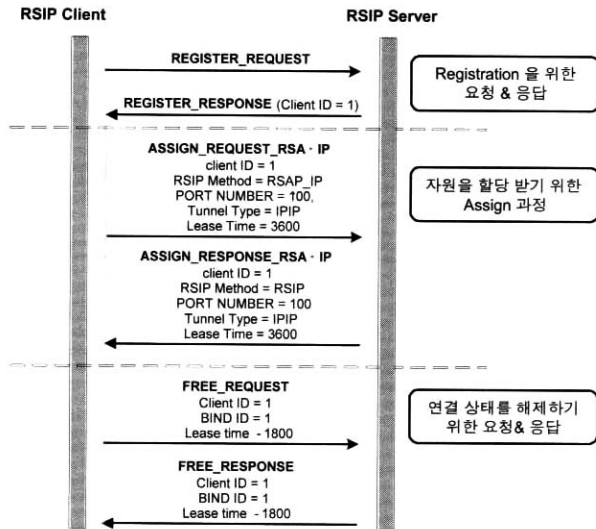 RSIP Client
RSIP Server
REGISTER_REQUEST
REGISTER_RESPONSE (Client ID = 1)
Registration 을 위한
요청 & 응답
ASSIGN_REQUEST_RSA - IP
client ID = 1
RSIP Method = RSAP_IP
PORT NUMBER = 100,
Tunnel Type = IPIP
Lease Time = 3600
자원을 할당 받기 위한
Assign 과정
ASSIGN_RESPONSE_RSA - IP
client ID = 1
RSIP Method = RSIP
PORT NUMBER = 100
Tunnel Type = IPIP
Lease Time = 3600
FREE_REQUEST
Client ID = 1
BIND ID = 1
Lease time - 1800
연결 상태를 해제하기
위한 요청& 응답
FREE_RESPONSE
Client ID = 1
BIND ID = 1
Lease time - 1800